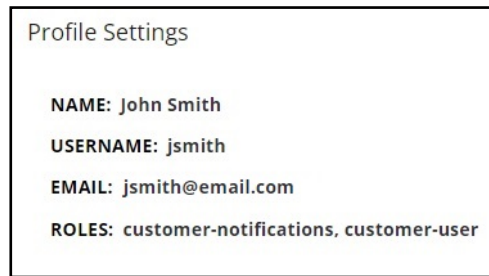 Profile Settings
NAME: John Smith
USERNAME: jsmith
EMAIL: jsmith@email.com
ROLES: customer-notifications, customer-user